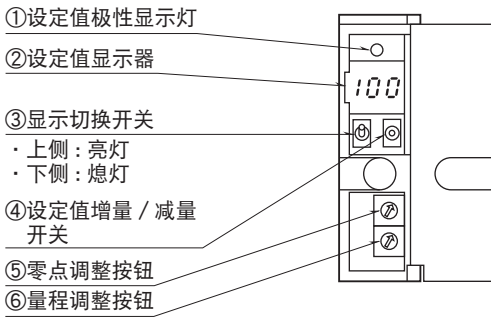 ①设定值极性显示灯
②设定值显示器
100
③显示切换开关
・上侧：亮灯
・下侧：熄灯
④设定值增量 / 减量
开关
⑤零点调整按钮
⑥量程调整按钮